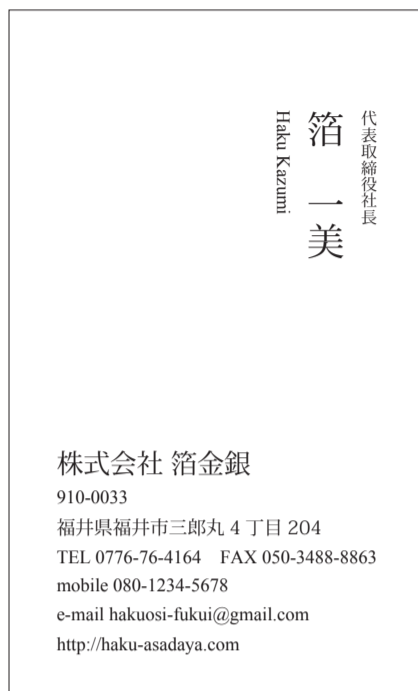 代表取締役社長
箔 一美
Haku Kazumi
株式会社 箔金銀
910-0033
福井県福井市三郎丸 4 丁目 204
TEL 0776-76-4164　FAX 050-3488-8863
mobile 080-1234-5678
e-mail hakuosi-fukui@gmail.com
http://haku-asadaya.com